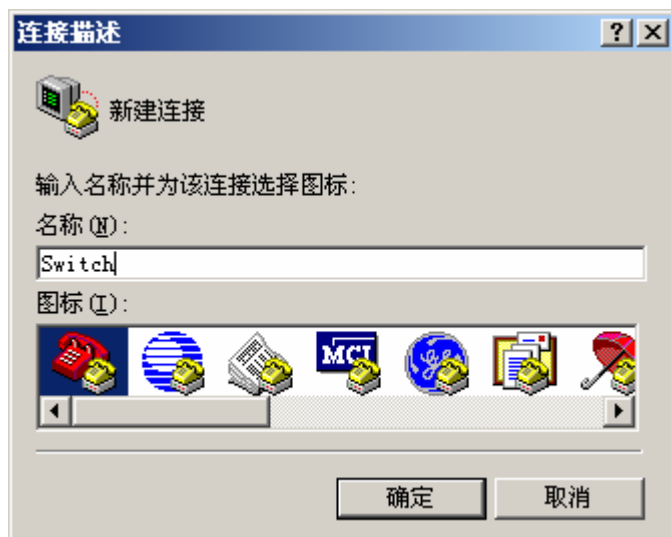 连接描述
新建连接
输入名称并为该连接选择图标:
名称(N):
Switch
图标(I):
MCI
确定
取消